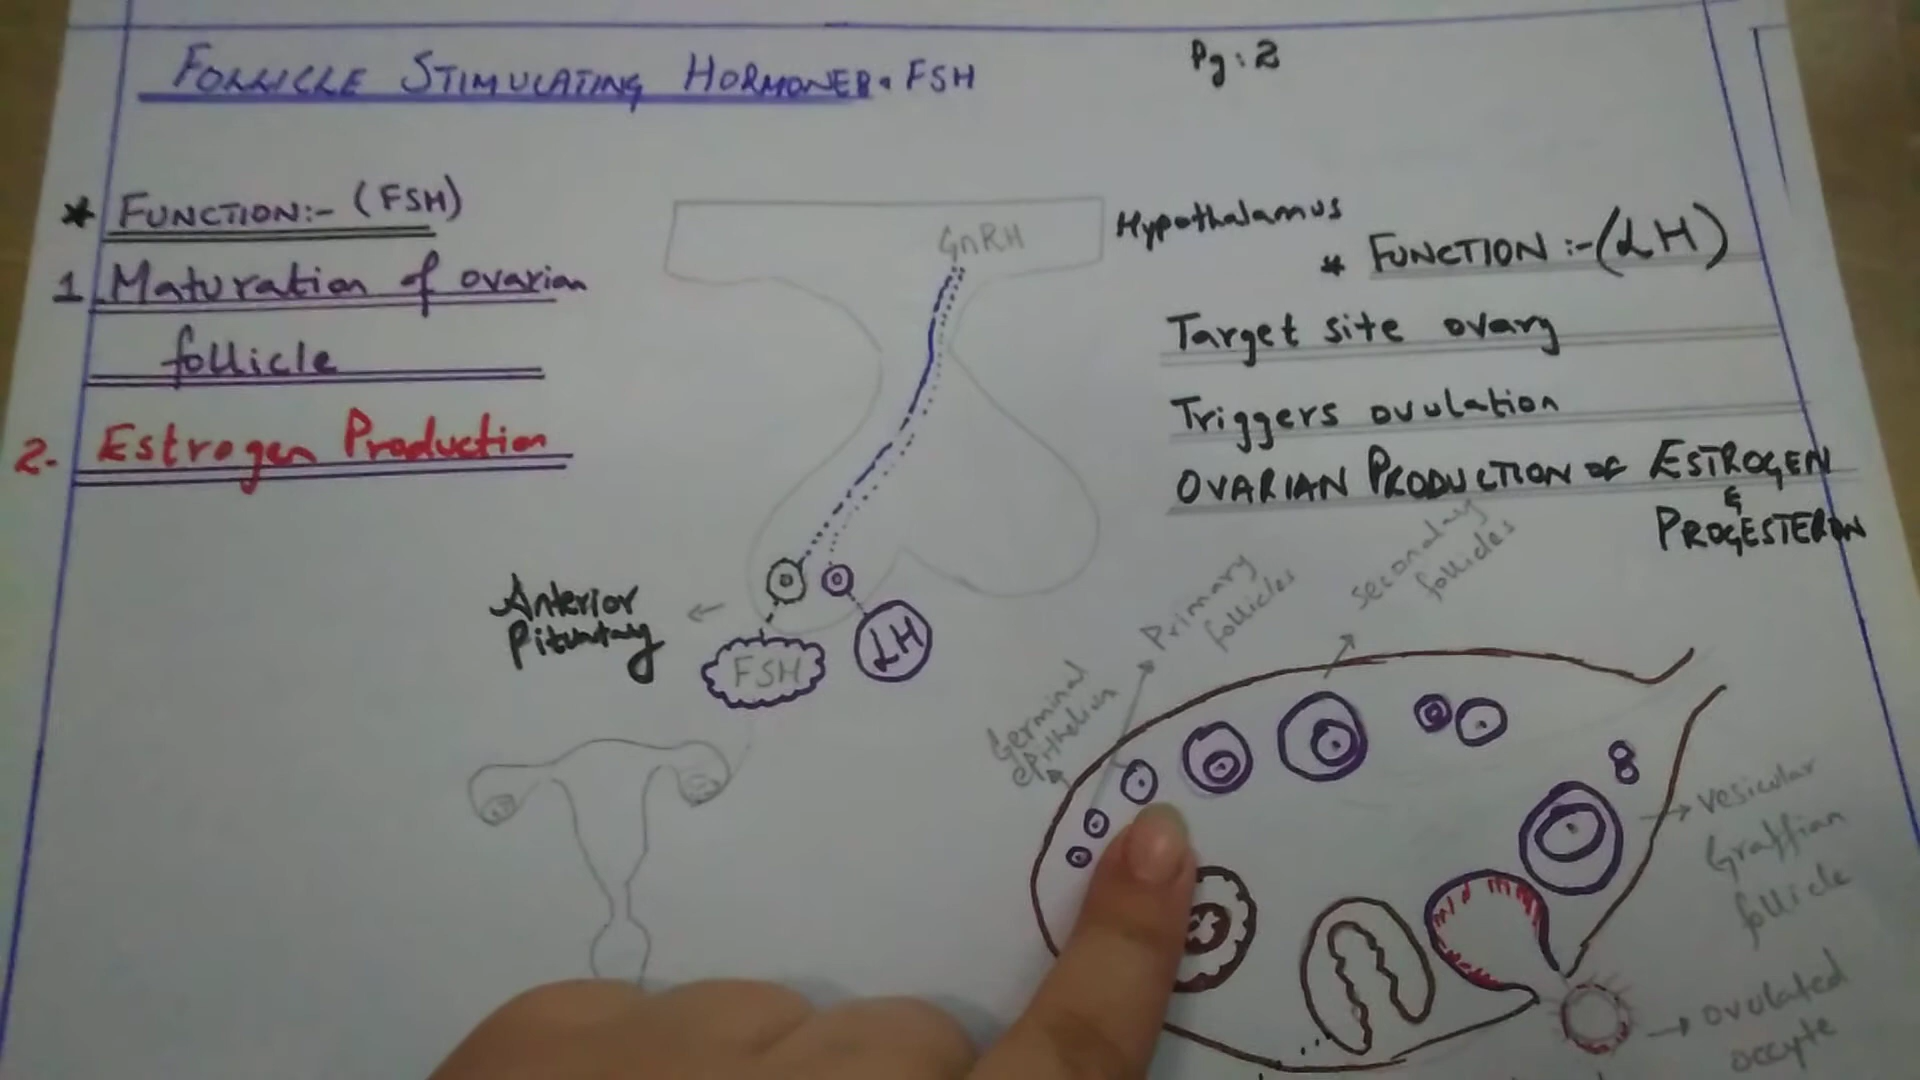 FOLLICLE STIMULATING HORMONE. FSH
Pg: 2
* FUNCTION:- (FSH)
1. Maturation of ovarian
follicle
2. Estrogen Production
GnRH
Hypothalamus
* FUNCTION :- (LH)
Target site ovary
Triggers ovulation
OVARIAN PRODUCTION OF ESTROGEN
&
PROGESTERON
Anterior
Pituitary
FSH
LH
Germinal
epithelium
Primary
follicles
secondary
follicles
vesicular
Graffian
follicle
ovulated
occyte